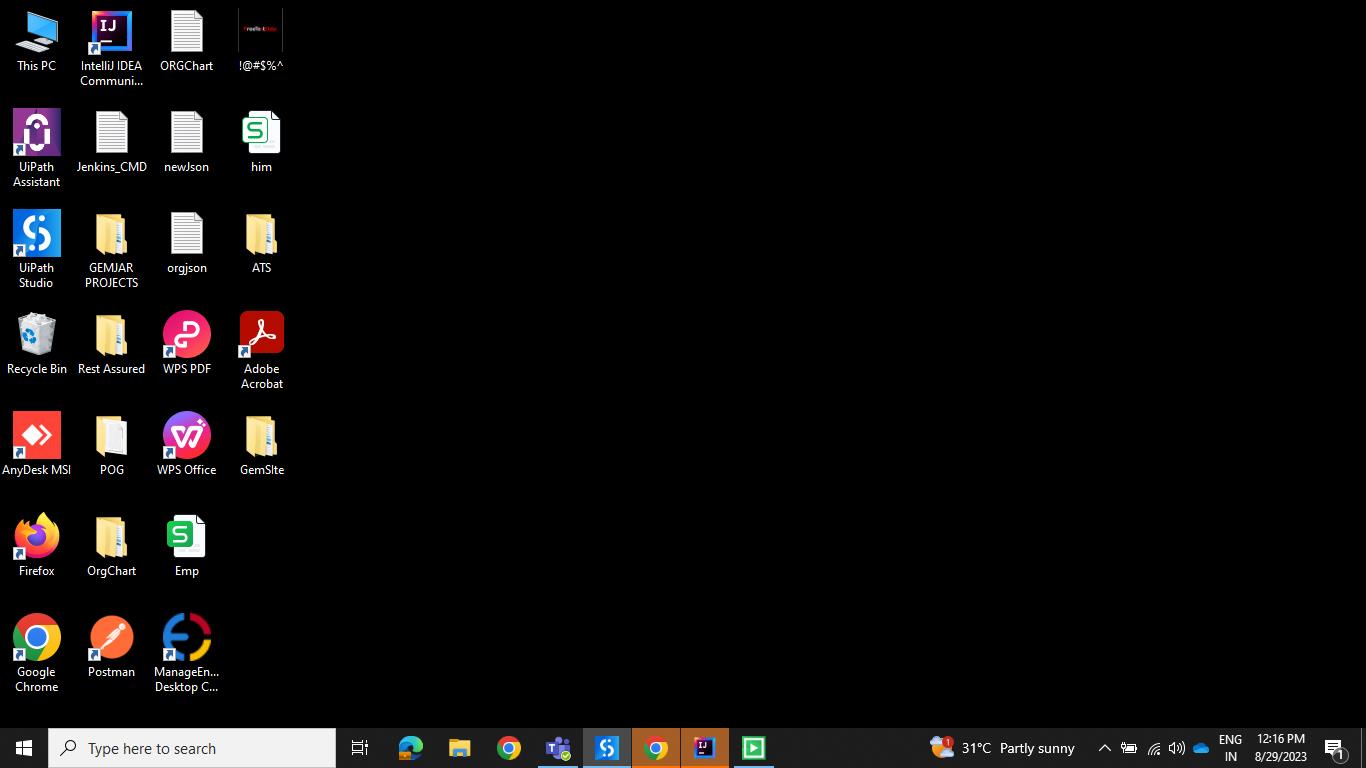 This PC
IntelliJ IDEA
Communi...
ORGChart
!@#$%^
UiPath
Assistant
Jenkins_CMD
newJson
him
UiPath
Studio
GEMJAR
PROJECTS
orgjson
ATS
Recycle Bin
Rest Assured
WPS PDF
Adobe
Acrobat
AnyDesk MSI
POG
WPS Office
GemSIte
Firefox
OrgChart
Emp
Google
Chrome
Postman
ManageEn...
Desktop C...
Type here to search
31°C Partly sunny
ENG
IN
12:16 PM
8/29/2023